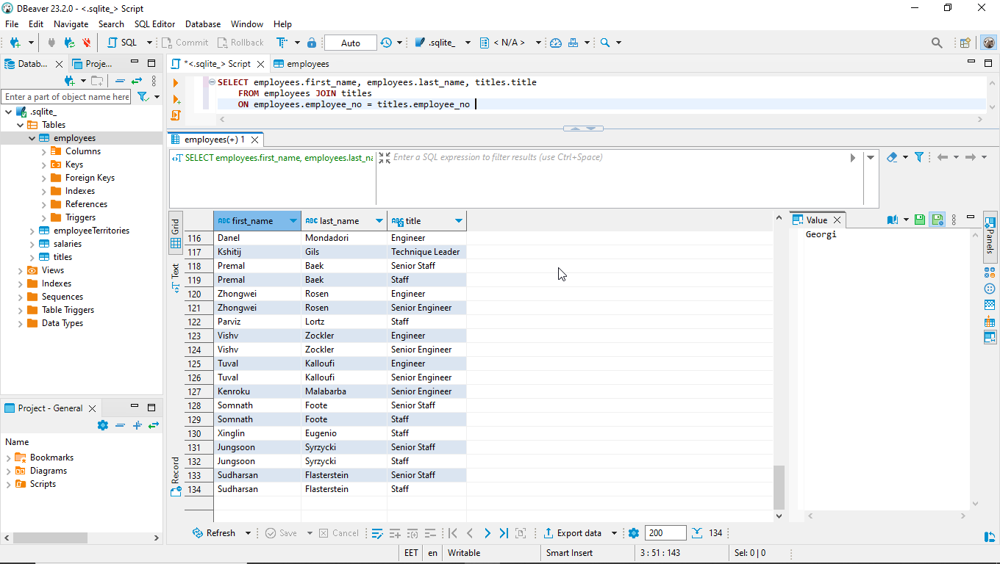 DBeaver 23.2.0 - <.sqlite_> Script
File Edit Navigate Search SQL Editor Database Window Help
SQL Commit Rollback Auto .sqlite_ < N/A >
Datab... Proje...
*<.sqlite_> Script employees
Enter a part of object name here
.sqlite_
Tables
employees
Columns
Keys
Foreign Keys
Indexes
References
Triggers
employeeTerritories
salaries
titles
Views
Indexes
Sequences
Table Triggers
Data Types
Project - General
Name
Bookmarks
Diagrams
Scripts
SELECT employees.first_name, employees.last_name, titles.title
FROM employees JOIN titles
ON employees.employee_no = titles.employee_no
employees(+) 1
SELECT employees.first_name, employees.last_na
Enter a SQL expression to filter results (use Ctrl+Space)
Grid
Text
Record
ABC first_name ABC last_name ABC title
116 Danel Mondadori Engineer
117 Kshitij Gils Technique Leader
118 Premal Baek Senior Staff
119 Premal Baek Staff
120 Zhongwei Rosen Engineer
121 Zhongwei Rosen Senior Engineer
122 Parviz Lortz Staff
123 Vishv Zockler Engineer
124 Vishv Zockler Senior Engineer
125 Tuval Kalloufi Engineer
126 Tuval Kalloufi Senior Engineer
127 Kenroku Malabarba Senior Engineer
128 Somnath Foote Senior Staff
129 Somnath Foote Staff
130 Xinglin Eugenio Staff
131 Jungsoon Syrzycki Senior Staff
132 Jungsoon Syrzycki Staff
133 Sudharsan Flasterstein Senior Staff
134 Sudharsan Flasterstein Staff
Value
Georgi
Panels
Refresh Save Cancel Export data 200 134
EET en Writable Smart Insert 3 : 51 : 143 Sel: 0 | 0